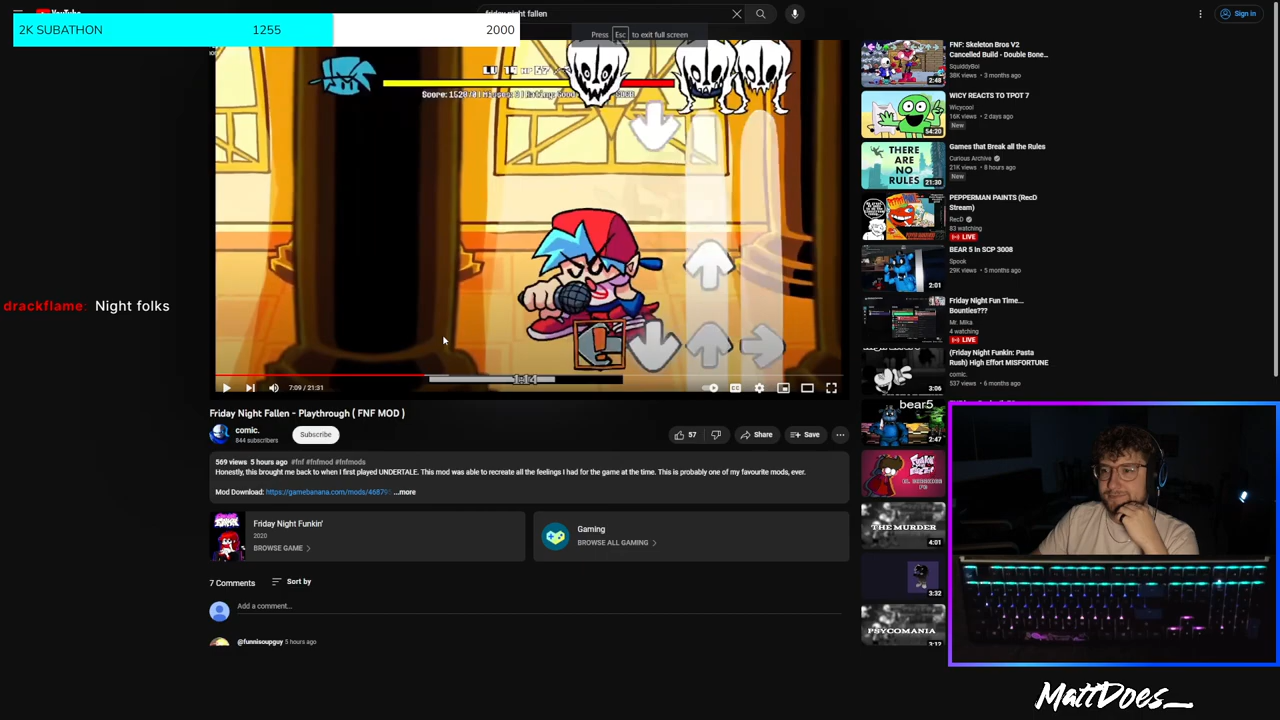 friday night fallen
Sign in
2K SUBATHON 1255 2000
Press Esc to exit full screen
drackflame: Night folks
7:09 / 21:31
Friday Night Fallen - Playthrough ( FNF MOD )
comic.
844 subscribers
Subscribe
57
Share
Save
569 views 5 hours ago #fnf #fnfmod #fnfmods
Honestly, this brought me back to when I first played UNDERTALE. This mod was able to recreate all the feelings I had for the game at the time. This is probably one of my favourite mods, ever.
Mod Download: ...more
Friday Night Funkin'
2020
BROWSE GAME
Gaming
BROWSE ALL GAMING
7 Comments
Sort by
Add a comment...
@funnisoupguy 5 hours ago
FNF: Skeleton Bros V2
Cancelled Build - Double Bone...
SquiddyBoi
38K views • 3 months ago
2:48
WICY REACTS TO TPOT 7
Wicycool
16K views • 2 days ago
New
54:20
Games that Break all the Rules
Curious Archive
21K views • 8 hours ago
New
THERE
ARE
NO
RULES
21:30
PEPPERMAN PAINTS (RecD
Stream)
RecD
83 watching
LIVE
BEAR 5 In SCP 3008
Spook
29K views • 5 months ago
2:01
Friday Night Fun Time...
Bounties???
Mr. Mika
4 watching
LIVE
(Friday Night Funkin: Pasta
Rush) High Effort MISFORTUNE
comic.
537 views • 6 months ago
3:06
bear5
2:47
THE MURDER
4:01
3:32
PSYCOMANIA
3:12
MattDoes_